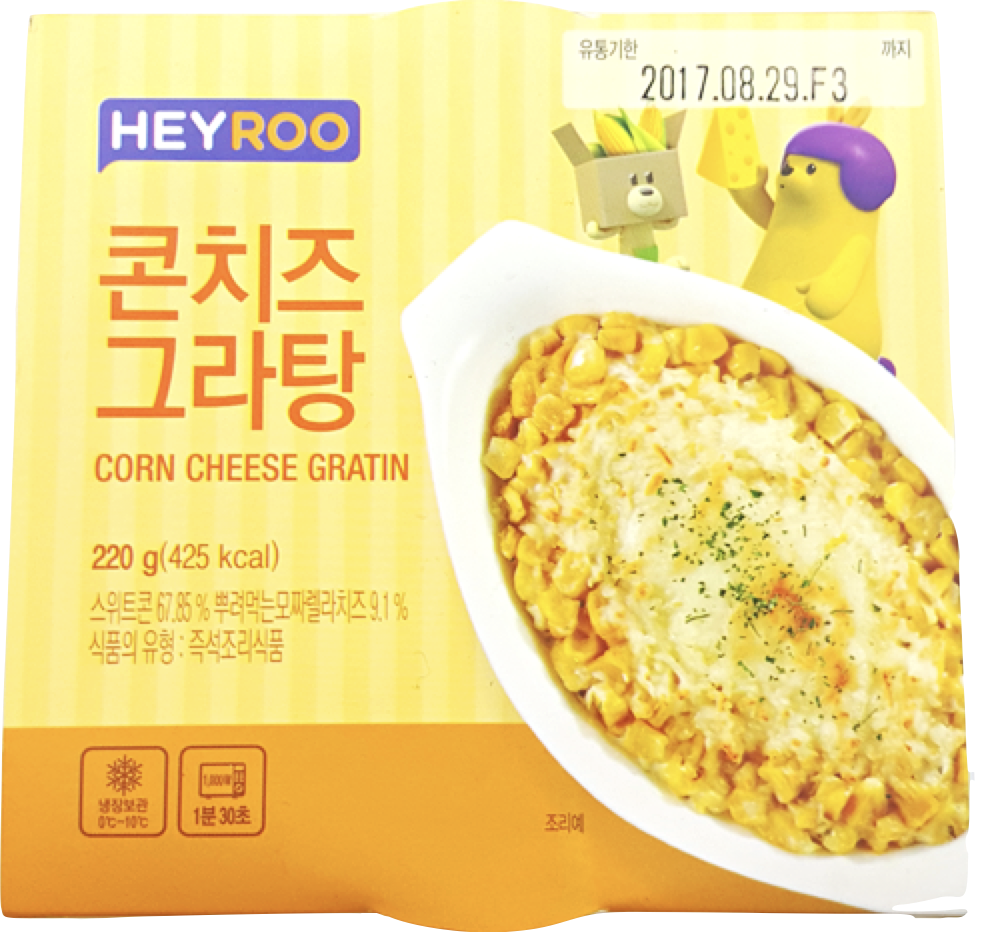 유통기한 까지
2017.08.29.F3
HEYROO
콘치즈
그라탕
CORN CHEESE GRATIN
220 g(425 kcal)
스위트콘 67.85 % 뿌려먹는모짜렐라치즈 9.1 %
식품의 유형 : 즉석조리식품
1,000W
냉장보관
0℃~10℃
1분 30초
조리예